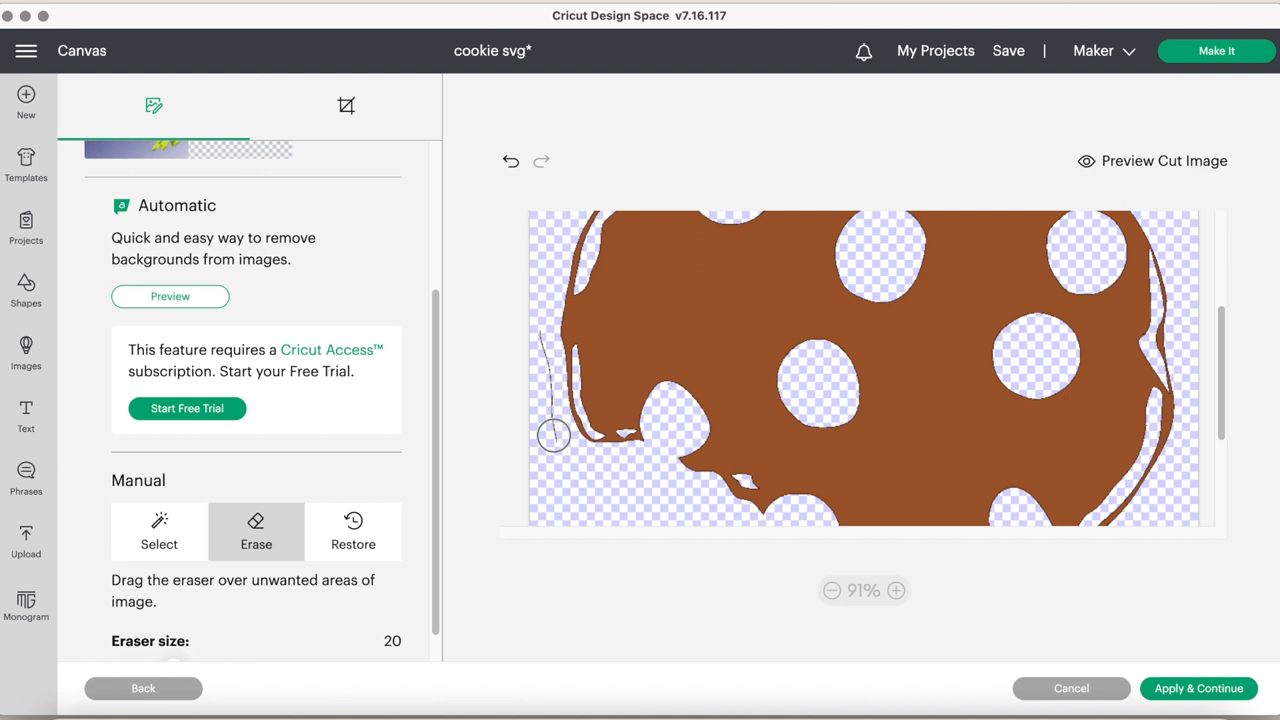 Cricut Design Space v7.16.117
Canvas
cookie svg*
My Projects
Save
|
Maker
Make It
New
Templates
Projects
Shapes
Images
Text
Phrases
Upload
Monogram
Automatic
Quick and easy way to remove
backgrounds from images.
Preview
This feature requires a Cricut Access™
subscription. Start your Free Trial.
Start Free Trial
Manual
Select
Erase
Restore
Drag the eraser over unwanted areas of
image.
Eraser size:
20
Back
Preview Cut Image
91%
Cancel
Apply & Continue